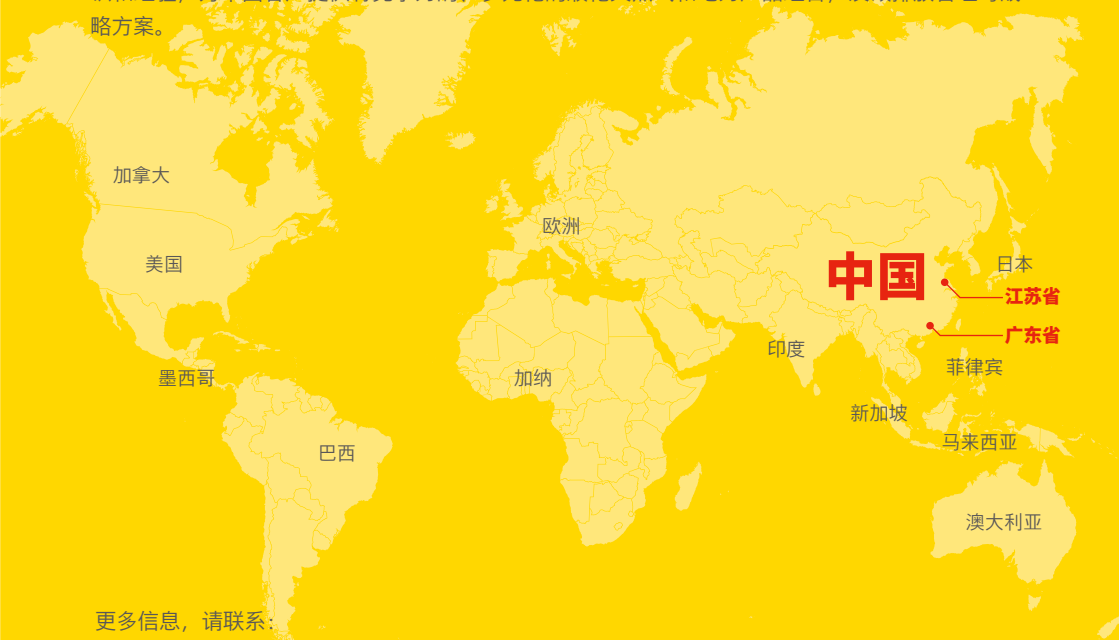 略方案。
加拿大
欧洲
美国
中国
日本
江苏省
广东省
印度
菲律宾
墨西哥
加纳
新加坡
马来西亚
巴西
澳大利亚
更多信息，请联系：